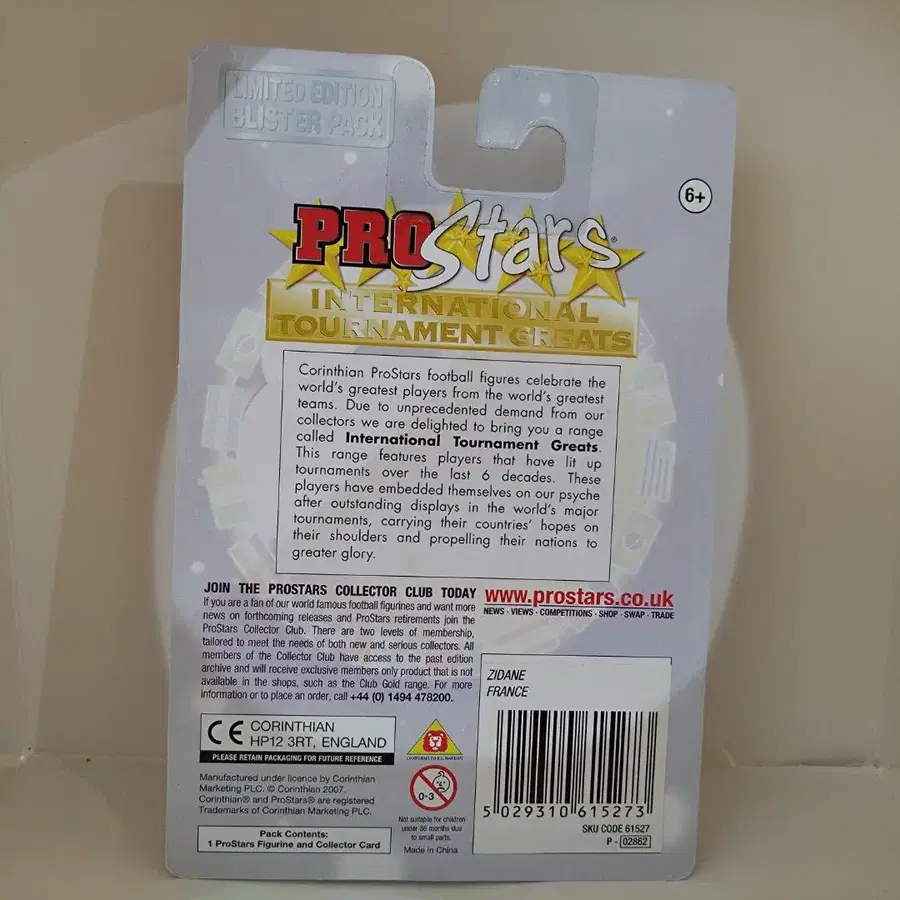 LIMITED EDITION
BLISTER PACK
6+
PROStars®
INTERNATIONAL
TOURNAMENT GREATS
Corinthian ProStars football figures celebrate the
world's greatest players from the world's greatest
teams. Due to unprecedented demand from our
collectors we are delighted to bring you a range
called International Tournament Greats.
This range features players that have lit up
tournaments over the last 6 decades. These
players have embedded themselves on our psyche
after outstanding displays in the world's major
tournaments, carrying their countries' hopes on
their shoulders and propelling their nations to
greater glory.
JOIN THE PROSTARS COLLECTOR CLUB TODAY
If you are a fan of our world famous football figurines and want more
news on forthcoming releases and ProStars retirements join the
ProStars Collector Club. There are two levels of membership,
tailored to meet the needs of both new and serious collectors. All
members of the Collector Club have access to the past edition
archive and will receive exclusive members only product that is not
available in the shops, such as the Club Gold range. For more
information or to place an order, call +44 (0) 1494 478200.
www.prostars.co.uk
NEWS - VIEWS - COMPETITIONS - SHOP - SWAP - TRADE
ZIDANE
FRANCE
5 029310 615273
SKU CODE 61527
P - 02862
CE CORINTHIAN
HP12 3RT, ENGLAND
PLEASE RETAIN PACKAGING FOR FUTURE REFERENCE
Manufactured under licence by Corinthian
Marketing PLC. © Corinthian 2007.
Corinthian® and ProStars® are registered
Trademarks of Corinthian Marketing PLC.
Pack Contents:
1 ProStars Figurine and Collector Card
0-3
Not suitable for children
under 36 months due
to small parts.
Made in China